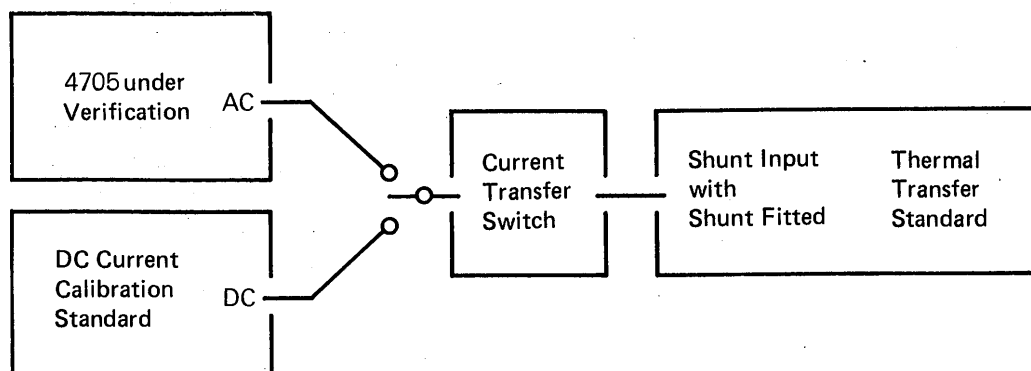 4705 under
Verification
AC
DC Current
Calibration
Standard
DC
Current
Transfer
Switch
Shunt Input
with
Shunt Fitted
Thermal
Transfer
Standard